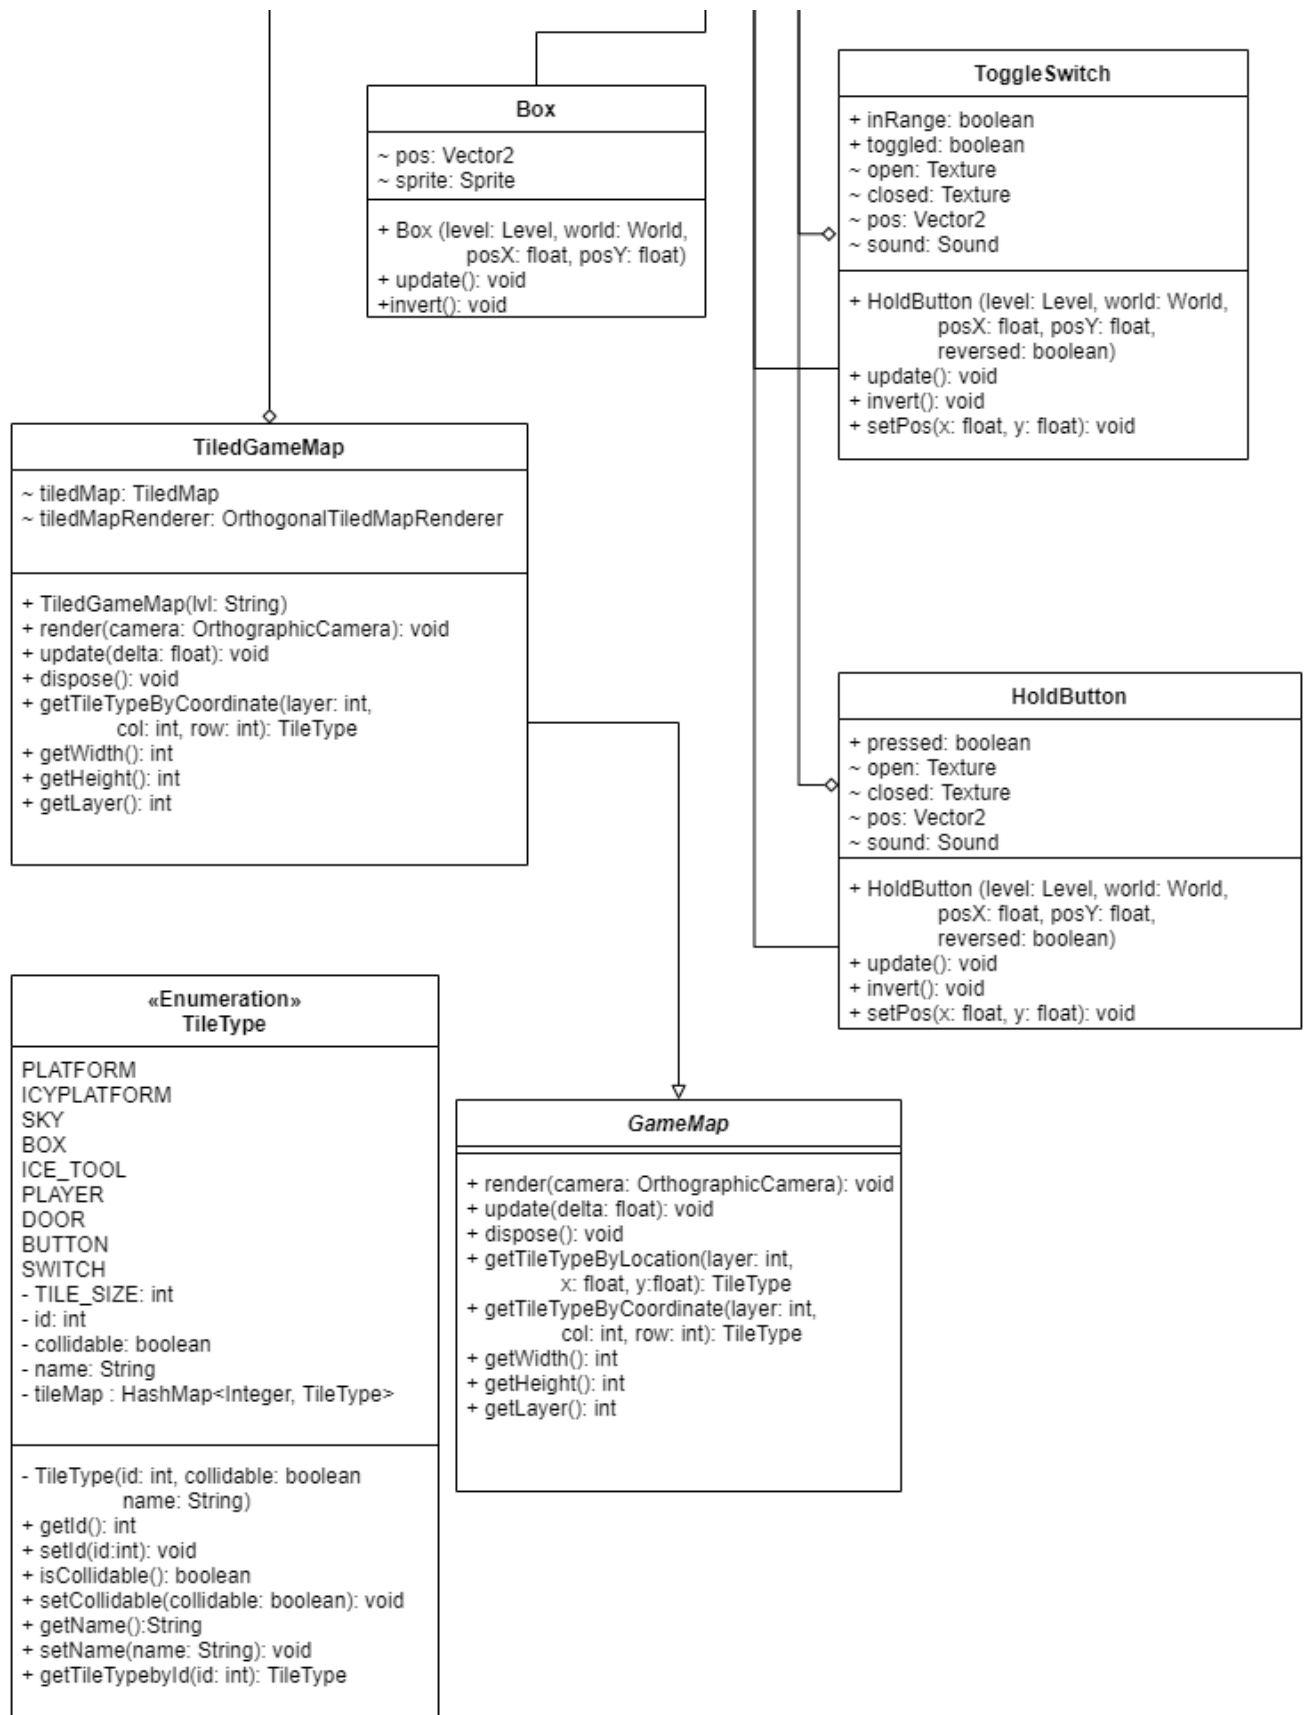 Box
~ pos: Vector2
~ sprite: Sprite
+ Box (level: Level, world: World,
posX: float, posY: float)
+ update(): void
+invert(): void
ToggleSwitch
+ inRange: boolean
+ toggled: boolean
~ open: Texture
~ closed: Texture
~ pos: Vector2
~ sound: Sound
+ HoldButton (level: Level, world: World,
posX: float, posY: float,
reversed: boolean)
+ update(): void
+ invert(): void
+ setPos(x: float, y: float): void
TiledGameMap
~ tiledMap: TiledMap
~ tiledMapRenderer: OrthogonalTiledMapRenderer
+ TiledGameMap(lvl: String)
+ render(camera: OrthographicCamera): void
+ update(delta: float): void
+ dispose(): void
+ getTileTypeByCoordinate(layer: int,
col: int, row: int): TileType
+ getWidth(): int
+ getHeight(): int
+ getLayer(): int
HoldButton
+ pressed: boolean
~ open: Texture
~ closed: Texture
~ pos: Vector2
~ sound: Sound
+ HoldButton (level: Level, world: World,
posX: float, posY: float,
reversed: boolean)
+ update(): void
+ invert(): void
+ setPos(x: float, y: float): void
«Enumeration»
TileType
PLATFORM
ICYPLATFORM
SKY
BOX
ICE_TOOL
PLAYER
DOOR
BUTTON
SWITCH
- TILE_SIZE: int
- id: int
- collidable: boolean
- name: String
- tileMap : HashMap<Integer, TileType>
- TileType(id: int, collidable: boolean
name: String)
+ getId(): int
+ setId(id:int): void
+ isCollidable(): boolean
+ setCollidable(collidable: boolean): void
+ getName():String
+ setName(name: String): void
+ getTileTypebyId(id: int): TileType
GameMap
+ render(camera: OrthographicCamera): void
+ update(delta: float): void
+ dispose(): void
+ getTileTypeByLocation(layer: int,
x: float, y:float): TileType
+ getTileTypeByCoordinate(layer: int,
col: int, row: int): TileType
+ getWidth(): int
+ getHeight(): int
+ getLayer(): int